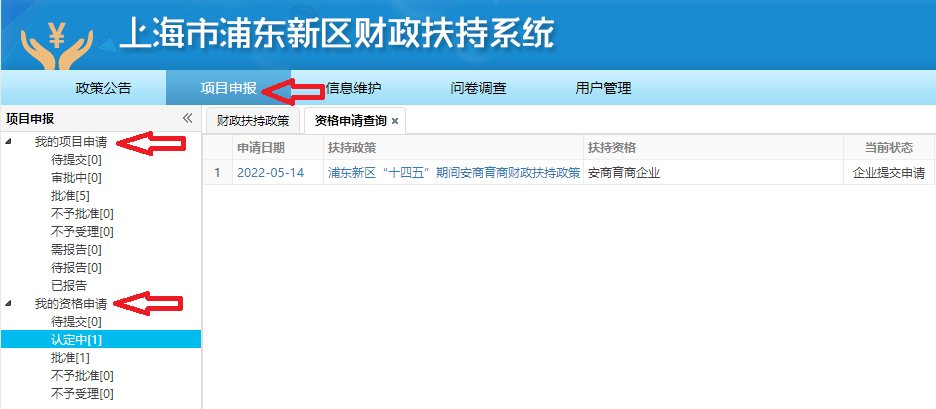 ¥
上海市浦东新区财政扶持系统
政策公告 项目申报 信息维护 问卷调查 用户管理
项目申报
财政扶持政策 资格申请查询
我的项目申请
待提交[0]
审批中[0]
批准[5]
不予批准[0]
不予受理[0]
需报告[0]
待报告[0]
已报告
我的资格申请
待提交[0]
认定中[1]
批准[1]
不予批准[0]
不予受理[0]
申请日期 扶持政策 扶持资格 当前状态
1 2022-05-14 浦东新区“十四五”期间安商育商财政扶持政策 安商育商企业 企业提交申请